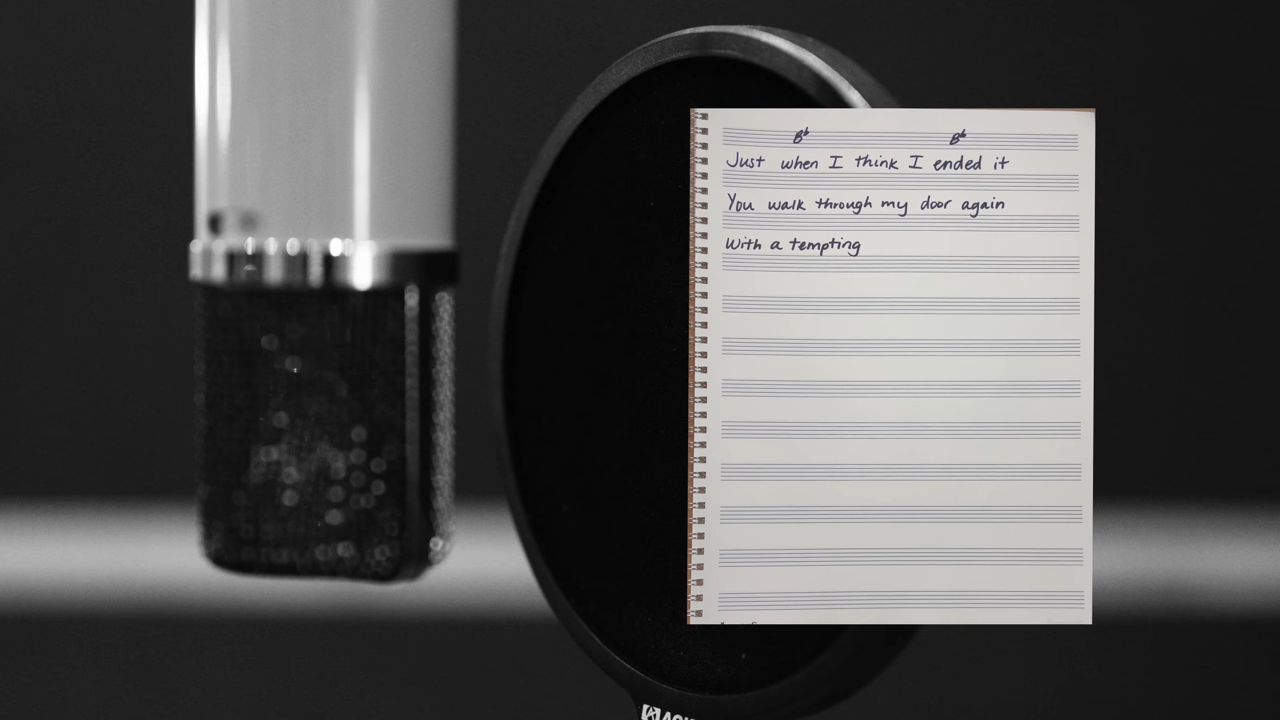 B♭ B♭
Just when I think I ended it
You walk through my door again
With a tempting